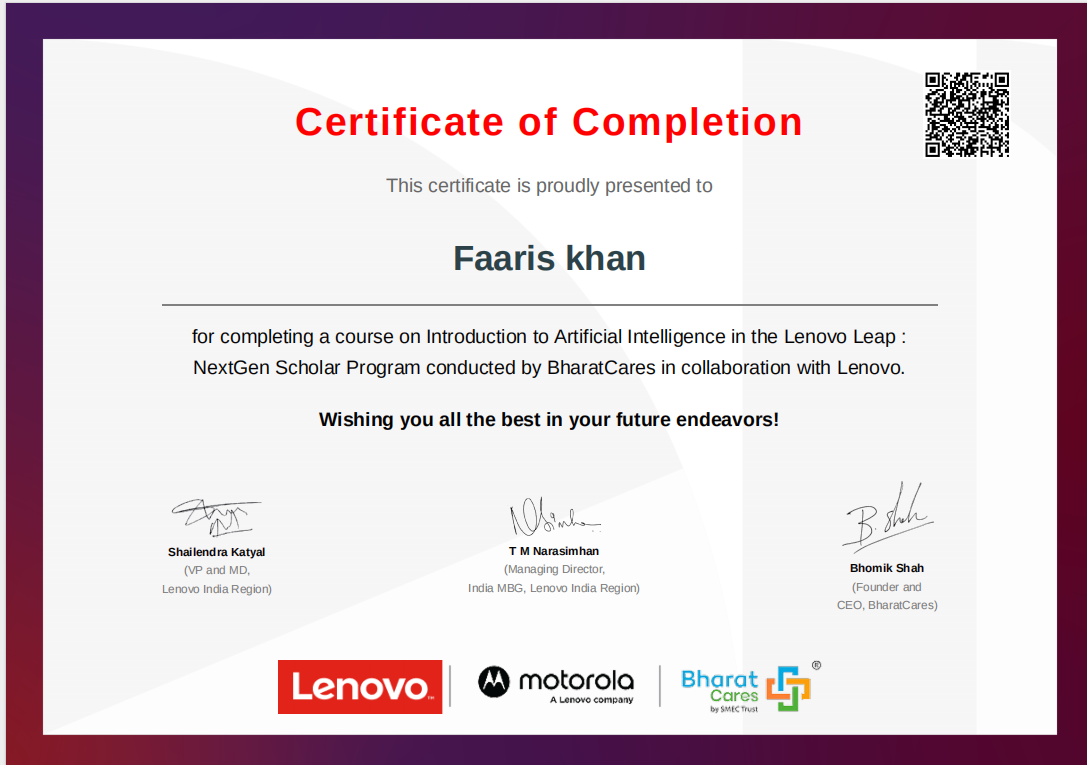 Certificate of Completion
This certificate is proudly presented to
Faaris khan
for completing a course on Introduction to Artificial Intelligence in the Lenovo Leap :
NextGen Scholar Program conducted by BharatCares in collaboration with Lenovo.
Wishing you all the best in your future endeavors!
Shailendra Katyal
(VP and MD,
Lenovo India Region)
T M Narasimhan
(Managing Director,
India MBG, Lenovo India Region)
B. Shah
Bhomik Shah
(Founder and
CEO, BharatCares)
Lenovo™
motorola
A Lenovo company
Bharat
Cares
by SMEC Trust
®